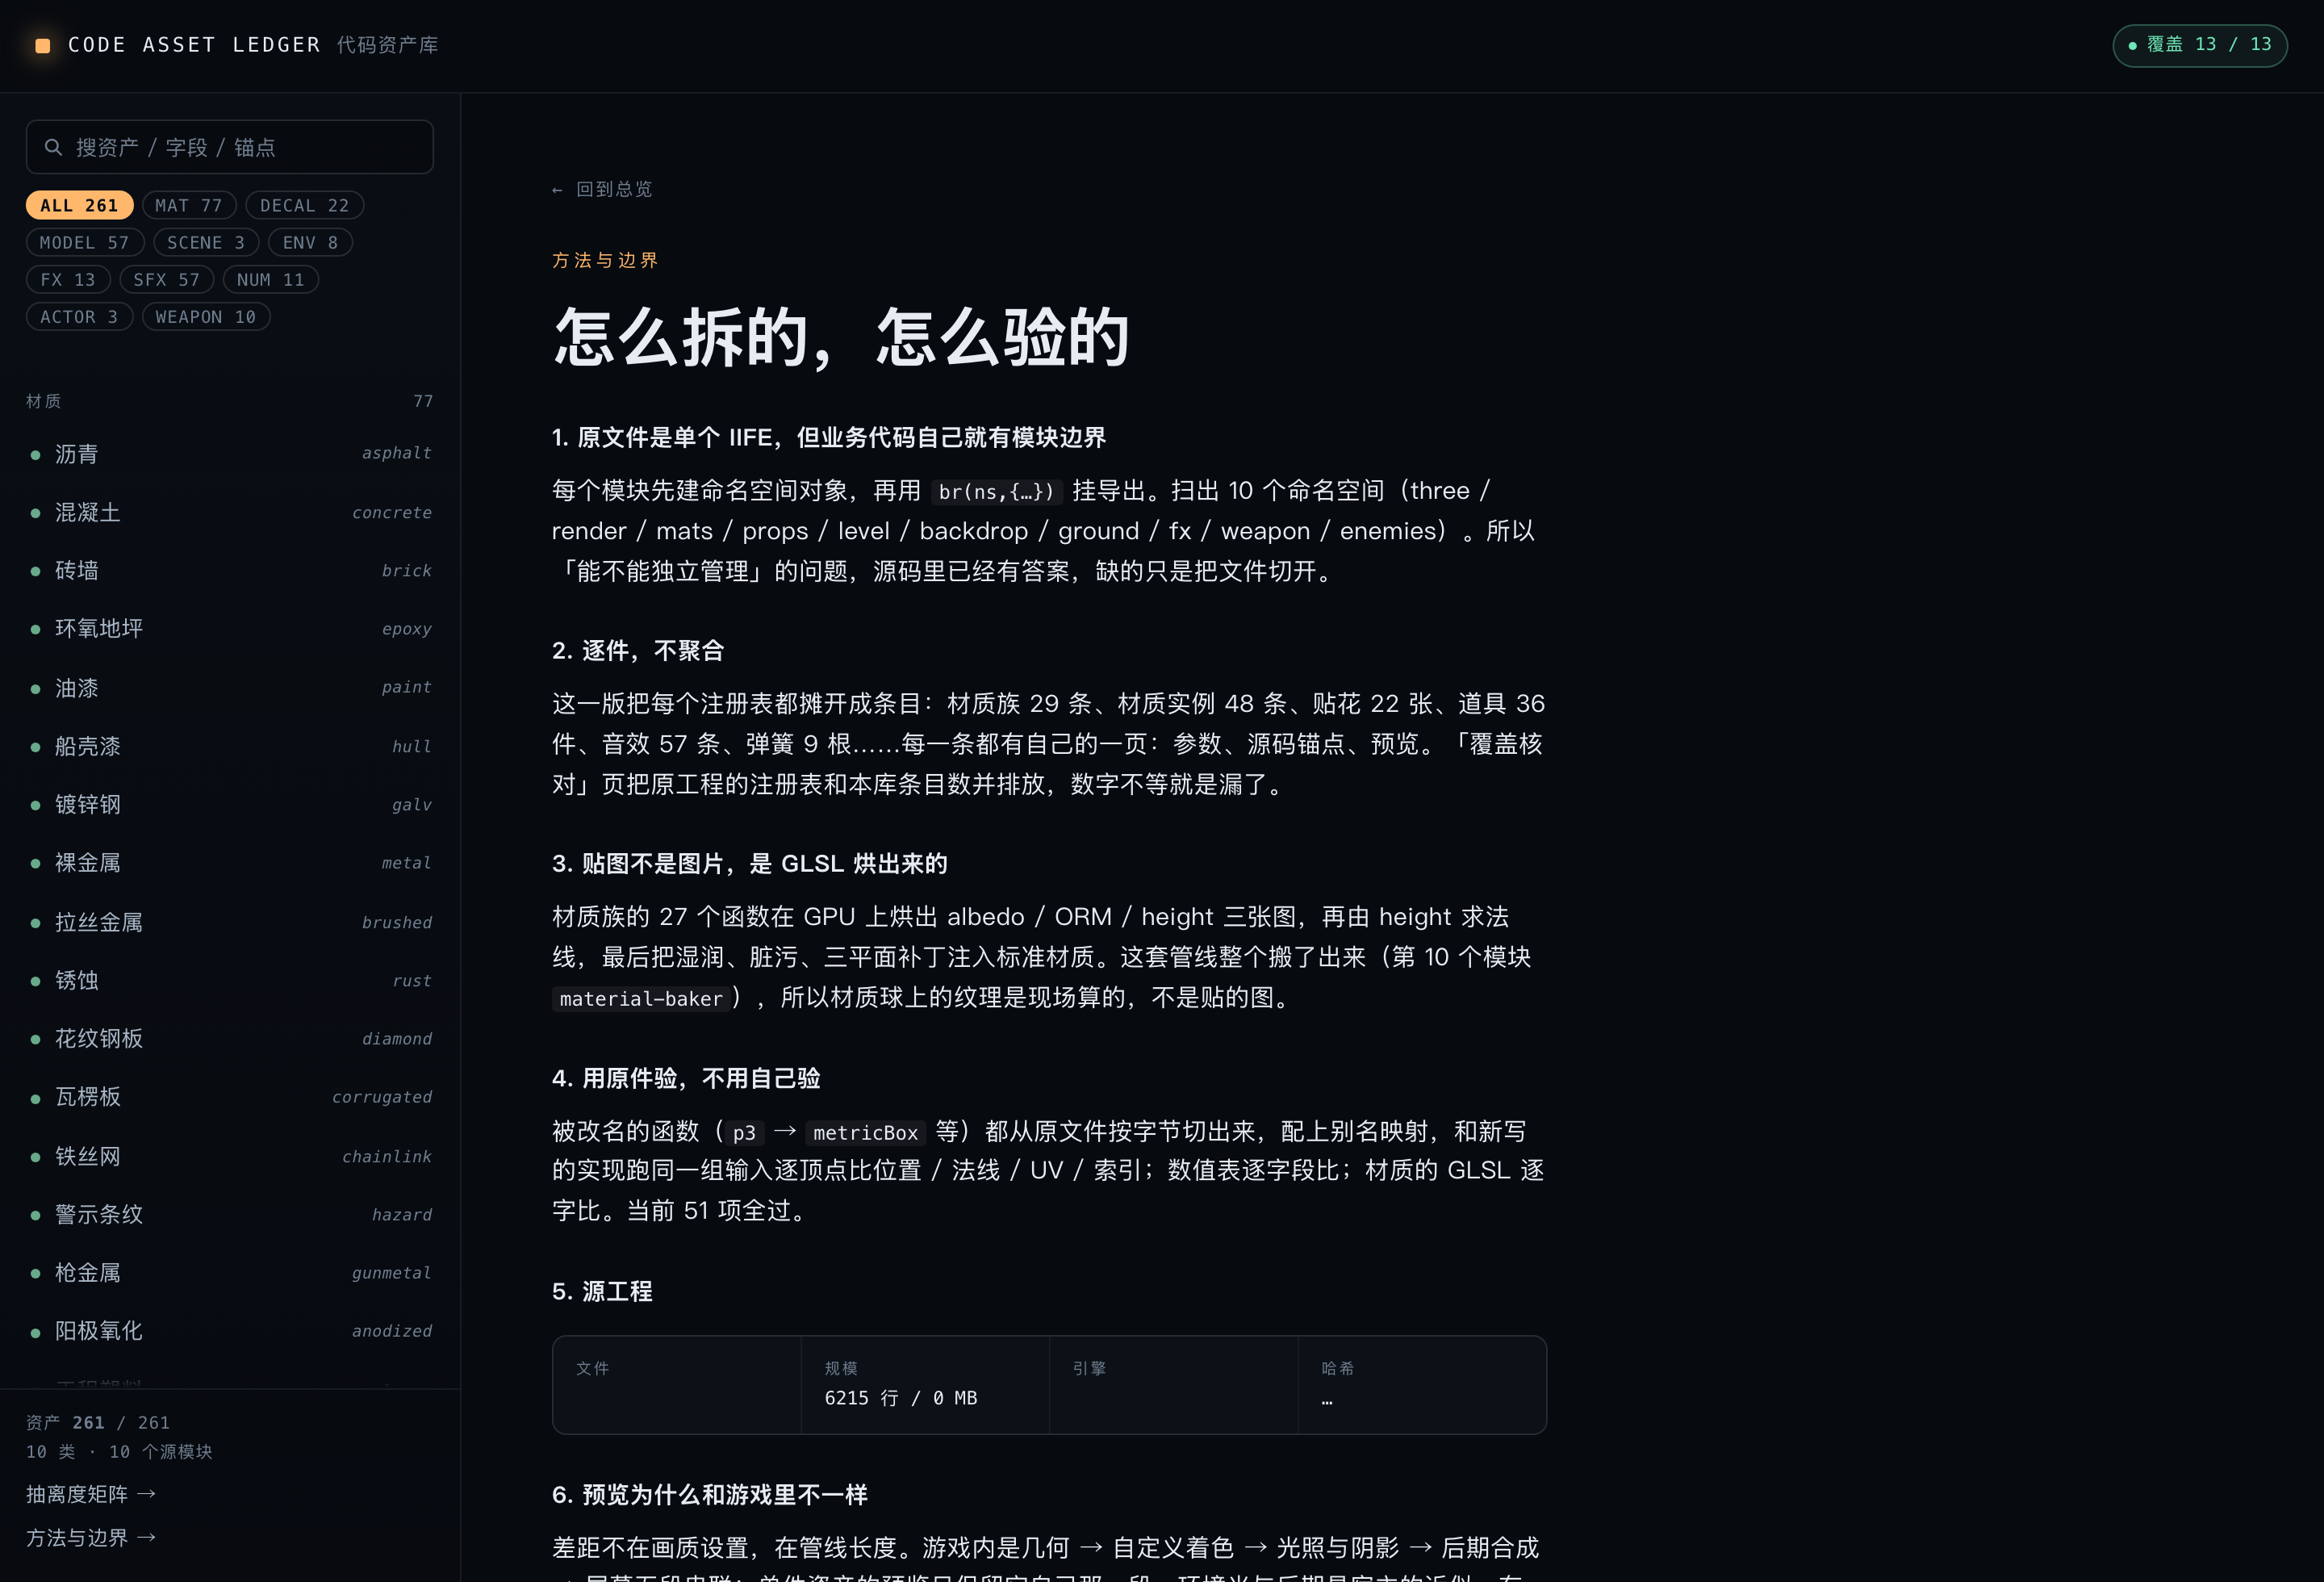 CODE ASSET LEDGER 代码资产库
覆盖 13 / 13
搜资产 / 字段 / 锚点
ALL 261 MAT 77 DECAL 22
MODEL 57 SCENE 3 ENV 8
FX 13 SFX 57 NUM 11
ACTOR 3 WEAPON 10
材质 77
沥青 asphalt
混凝土 concrete
砖墙 brick
环氧地坪 epoxy
油漆 paint
船壳漆 hull
镀锌钢 galv
裸金属 metal
拉丝金属 brushed
锈蚀 rust
花纹钢板 diamond
瓦楞板 corrugated
铁丝网 chainlink
警示条纹 hazard
枪金属 gunmetal
阳极氧化 anodized
资产 261 / 261
10 类 · 10 个源模块
抽离度矩阵 →
方法与边界 →
← 回到总览
方法与边界
怎么拆的，怎么验的
1. 原文件是单个 IIFE，但业务代码自己就有模块边界
每个模块先建命名空间对象，再用 br(ns,{…}) 挂导出。扫出 10 个命名空间（three /
render / mats / props / level / backdrop / ground / fx / weapon / enemies）。所以
「能不能独立管理」的问题，源码里已经有答案，缺的只是把文件切开。
2. 逐件，不聚合
这一版把每个注册表都摊开成条目：材质族 29 条、材质实例 48 条、贴花 22 张、道具 36
件、音效 57 条、弹簧 9 根……每一条都有自己的一页：参数、源码锚点、预览。「覆盖核
对」页把原工程的注册表和本库条目数并排放，数字不等就是漏了。
3. 贴图不是图片，是 GLSL 烘出来的
材质族的 27 个函数在 GPU 上烘出 albedo / ORM / height 三张图，再由 height 求法
线，最后把湿润、脏污、三平面补丁注入标准材质。这套管线整个搬了出来（第 10 个模块
material-baker），所以材质球上的纹理是现场算的，不是贴的图。
4. 用原件验，不用自己验
被改名的函数（p3 → metricBox 等）都从原文件按字节切出来，配上别名映射，和新写
的实现跑同一组输入逐顶点比位置 / 法线 / UV / 索引；数值表逐字段比；材质的 GLSL 逐
字比。当前 51 项全过。
5. 源工程
文件 规模 引擎 哈希
6215 行 / 0 MB …
6. 预览为什么和游戏里不一样
差距不在画质设置，在管线长度。游戏内是几何 → 自定义着色 → 光照与阴影 → 后期合成